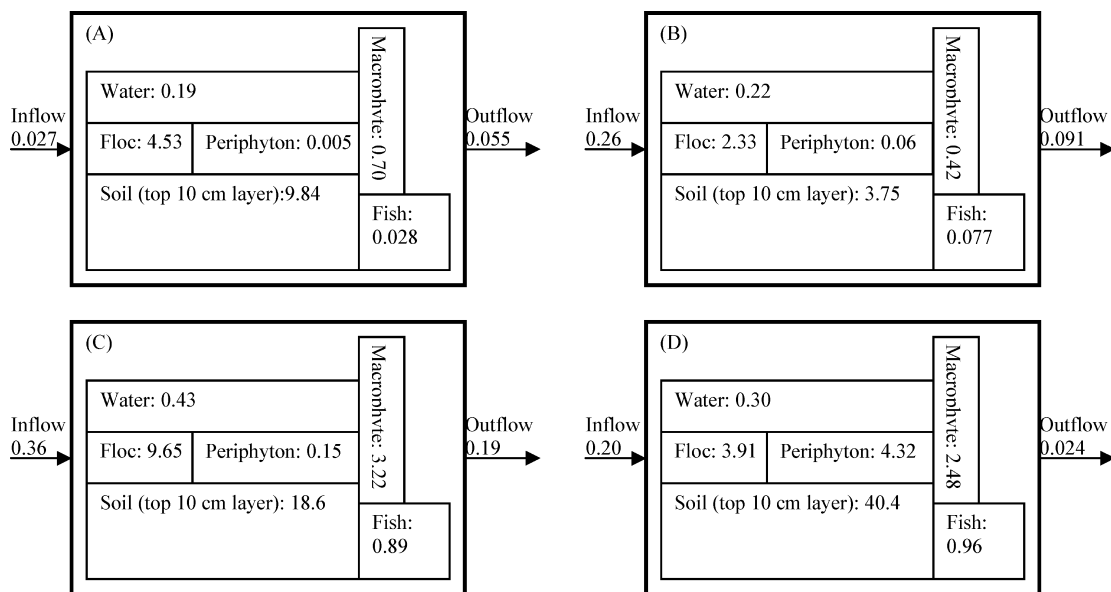 (A)
Water: 0.19
Floc: 4.53
Periphyton: 0.005
Soil (top 10 cm layer):9.84
Macrophyte: 0.70
Fish:
0.028
Inflow
0.027
Outflow
0.055
(B)
Water: 0.22
Floc: 2.33
Periphyton: 0.06
Soil (top 10 cm layer): 3.75
Macrophyte: 0.42
Fish:
0.077
Inflow
0.26
Outflow
0.091
(C)
Water: 0.43
Floc: 9.65
Periphyton: 0.15
Soil (top 10 cm layer): 18.6
Macrophyte: 3.22
Fish:
0.89
Inflow
0.36
Outflow
0.19
(D)
Water: 0.30
Floc: 3.91
Periphyton: 4.32
Soil (top 10 cm layer): 40.4
Macrophyte: 2.48
Fish:
0.96
Inflow
0.20
Outflow
0.024